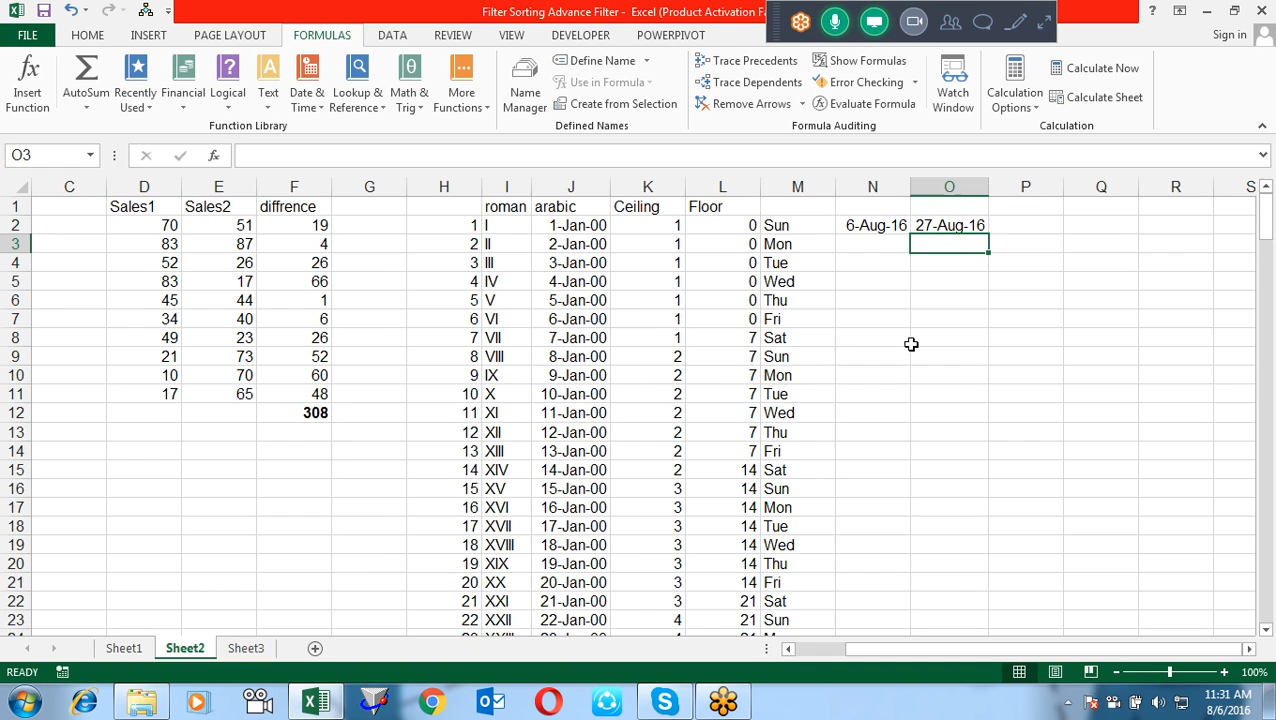 Filter Sorting Advance Filter - Excel (Product Activation Fa
Sign in
FILE HOME INSERT PAGE LAYOUT FORMULAS DATA REVIEW VIEW DEVELOPER POWERPIVOT
Insert Function
AutoSum
Recently Used
Financial
Logical
Text
Date & Time
Lookup & Reference
Math & Trig
More Functions
Function Library
Name Manager
Define Name
Use in Formula
Create from Selection
Defined Names
Trace Precedents
Trace Dependents
Remove Arrows
Show Formulas
Error Checking
Evaluate Formula
Formula Auditing
Watch Window
Calculation Options
Calculate Now
Calculate Sheet
Calculation
O3
fx
C D E F G H I J K L M N O P Q R S
1 Sales1 Sales2 diffrence roman arabic Ceiling Floor
2 70 51 19 1 I 1-Jan-00 1 0 Sun 6-Aug-16 27-Aug-16
3 83 87 4 2 II 2-Jan-00 1 0 Mon
4 52 26 26 3 III 3-Jan-00 1 0 Tue
5 83 17 66 4 IV 4-Jan-00 1 0 Wed
6 45 44 1 5 V 5-Jan-00 1 0 Thu
7 34 40 6 6 VI 6-Jan-00 1 0 Fri
8 49 23 26 7 VII 7-Jan-00 1 7 Sat
9 21 73 52 8 VIII 8-Jan-00 2 7 Sun
10 10 70 60 9 IX 9-Jan-00 2 7 Mon
11 17 65 48 10 X 10-Jan-00 2 7 Tue
12 308 11 XI 11-Jan-00 2 7 Wed
13 12 XII 12-Jan-00 2 7 Thu
14 13 XIII 13-Jan-00 2 7 Fri
15 14 XIV 14-Jan-00 2 14 Sat
16 15 XV 15-Jan-00 3 14 Sun
17 16 XVI 16-Jan-00 3 14 Mon
18 17 XVII 17-Jan-00 3 14 Tue
19 18 XVIII 18-Jan-00 3 14 Wed
20 19 XIX 19-Jan-00 3 14 Thu
21 20 XX 20-Jan-00 3 14 Fri
22 21 XXI 21-Jan-00 3 21 Sat
23 22 XXII 22-Jan-00 4 21 Sun
Sheet1 Sheet2 Sheet3
READY
100%
11:31 AM
8/6/2016